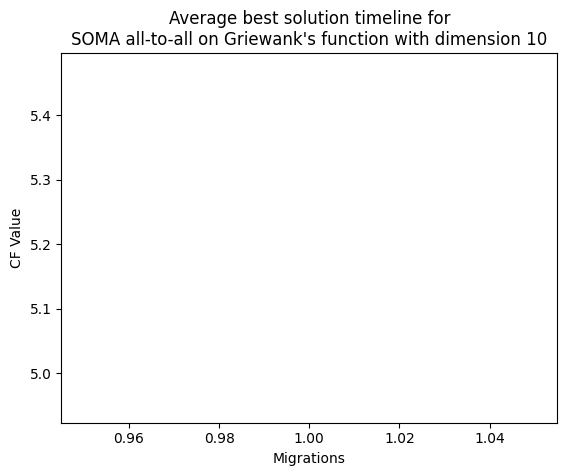 Average best solution timeline for
SOMA all-to-all on Griewank's function with dimension 10
5.4
5.3
5.2
5.1
5.0
CF Value
0.96 0.98 1.00 1.02 1.04
Migrations